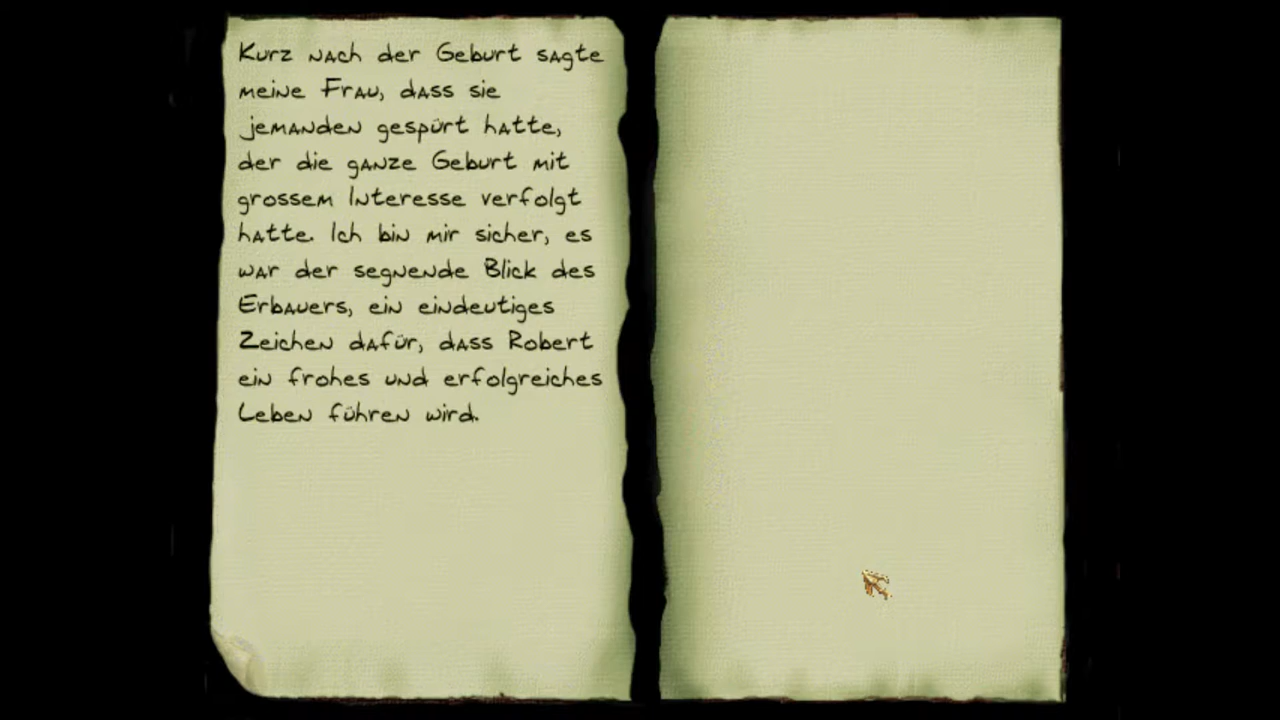 Kurz nach der Geburt sagte
meine Frau, dass sie
jemanden gespürt hatte,
der die ganze Geburt mit
grossem Interesse verfolgt
hatte. Ich bin mir sicher, es
war der segnende Blick des
Erbauers, ein eindeutiges
Zeichen dafür, dass Robert
ein frohes und erfolgreiches
Leben führen wird.